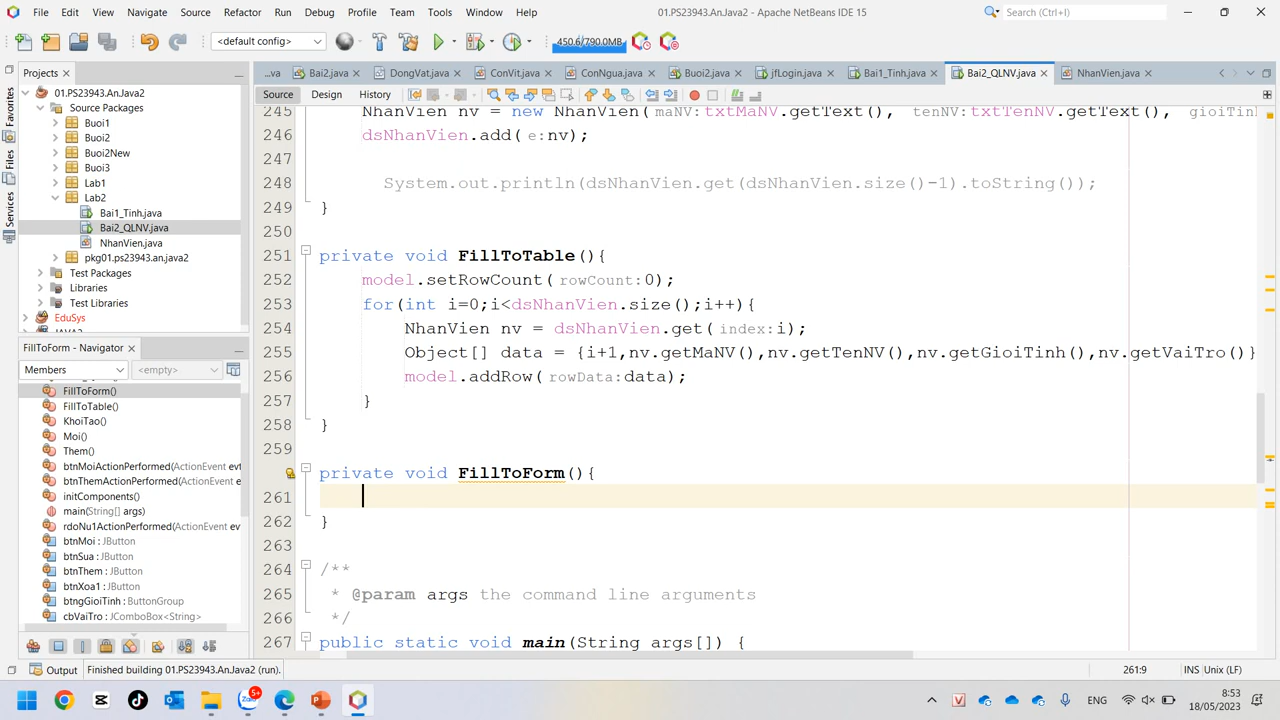 File Edit View Navigate Source Refactor Run Debug Profile Team Tools Window Help
01.PS23943.AnJava2 - Apache NetBeans IDE 15
Search (Ctrl+I)
<default config>
450.6/790.0MB
Projects
...va Bai2.java DongVat.java ConVit.java ConNgua.java Buoi2.java jfLogin.java Bai1_Tinh.java Bai2_QLNV.java NhanVien.java
Source Design History
Favorites
Files
Services
01.PS23943.AnJava2
Source Packages
Buoi1
Buoi2
Buoi2New
Buoi3
Lab1
Lab2
Bai1_Tinh.java
Bai2_QLNV.java
NhanVien.java
pkg01.ps23943.anjava2
Test Packages
Libraries
Test Libraries
EduSys
JAVA2
FillToForm - Navigator
Members
<empty>
FillToForm()
FillToTable()
KhoiTao()
Moi()
Them()
btnMoiActionPerformed(ActionEvent evt
btnThemActionPerformed(ActionEvent e
initComponents()
main(String[] args)
rdoNu1ActionPerformed(ActionEvent ev
btnMoi : JButton
btnSua : JButton
btnThem : JButton
btnXoa1 : JButton
btngGioiTinh : ButtonGroup
cbVaiTro : JComboBox<String>
245 NhanVien nv = new NhanVien( maNV:txtMaNV.getText(), tenNV:txtTenNV.getText(), gioiTin
246 dsNhanVien.add( e:nv);
247
248 System.out.println(dsNhanVien.get(dsNhanVien.size()-1).toString());
249 }
250
251 private void FillToTable(){
252 model.setRowCount( rowCount:0);
253 for(int i=0;i<dsNhanVien.size();i++){
254 NhanVien nv = dsNhanVien.get( index:i);
255 Object[] data = {i+1,nv.getMaNV(),nv.getTenNV(),nv.getGioiTinh(),nv.getVaiTro()}
256 model.addRow( rowData:data);
257 }
258 }
259
private void FillToForm(){
261
262 }
263
264 /**
265 * @param args the command line arguments
266 */
267 public static void main(String args[]) {
Output
Finished building 01.PS23943.AnJava2 (run).
261:9 INS Unix (LF)
5+
Zalo
V
ENG
8:53
18/05/2023